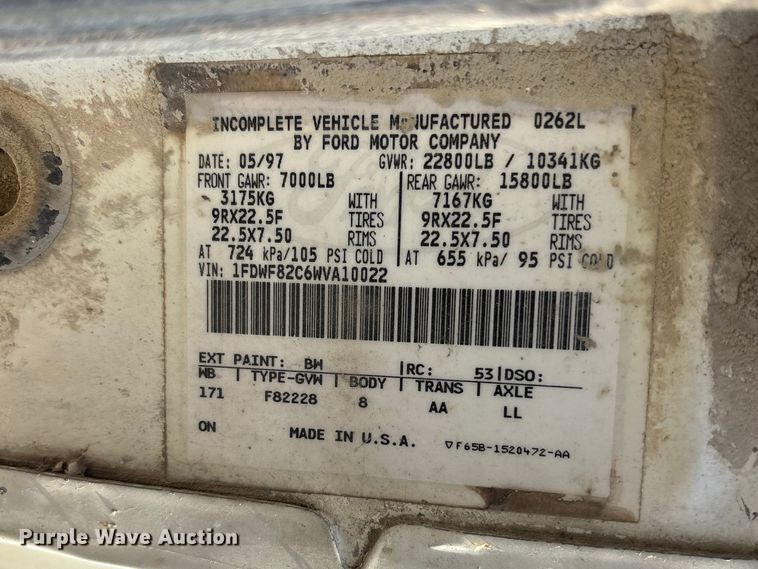 INCOMPLETE VEHICLE MANUFACTURED 0262L
BY FORD MOTOR COMPANY
DATE: 05/97 GVWR: 22800LB / 10341KG
FRONT GAWR: 7000LB REAR GAWR: 15800LB
3175KG WITH 7167KG WITH
9RX22.5F TIRES 9RX22.5F TIRES
22.5X7.50 RIMS 22.5X7.50 RIMS
AT 724 kPa/105 PSI COLD AT 655 kPa/ 95 PSI COLD
VIN: 1FDWF82C6WVA10022
EXT PAINT: BW RC: 53 DSO:
WB TYPE-GVW BODY TRANS AXLE
171 F82228 8 AA LL
ON MADE IN U.S.A. ▽F65B-1520472-AA
Purple Wave Auction